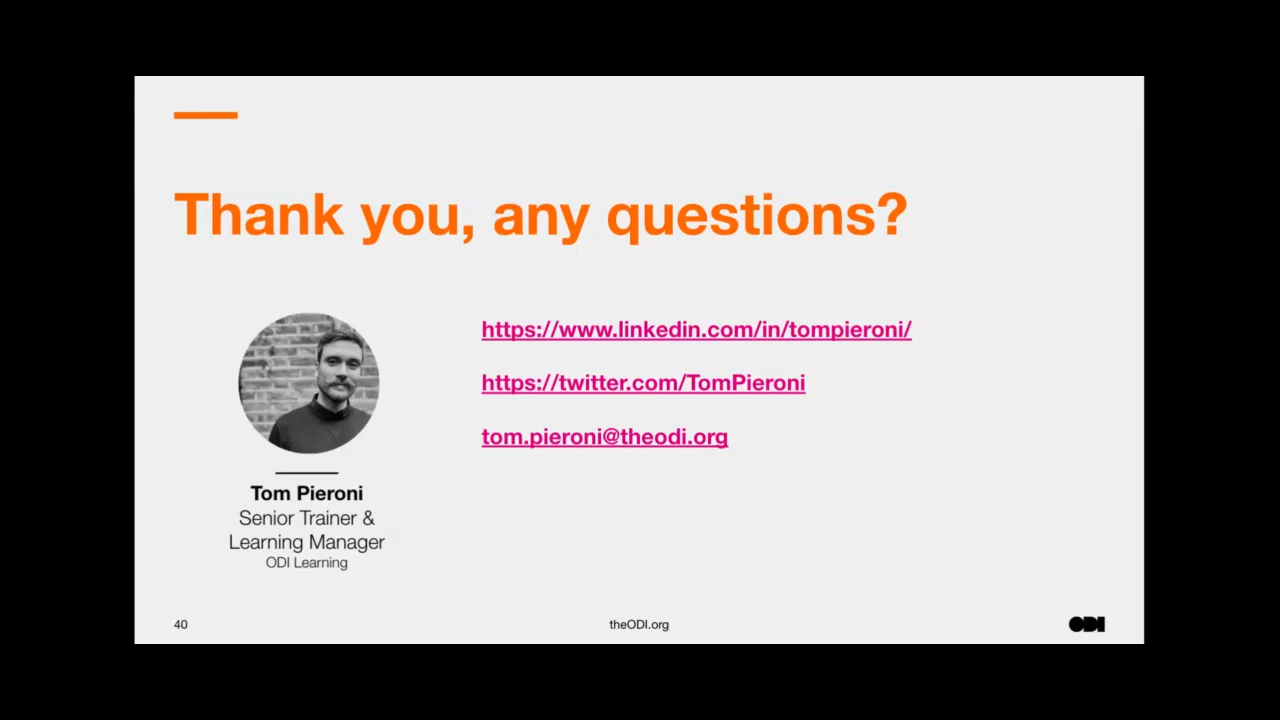 Thank you, any questions?
https://www.linkedin.com/in/tompieroni/
https://twitter.com/TomPieroni
tom.pieroni@theodi.org
Tom Pieroni
Senior Trainer &
Learning Manager
ODI Learning
40
theODI.org
ODI